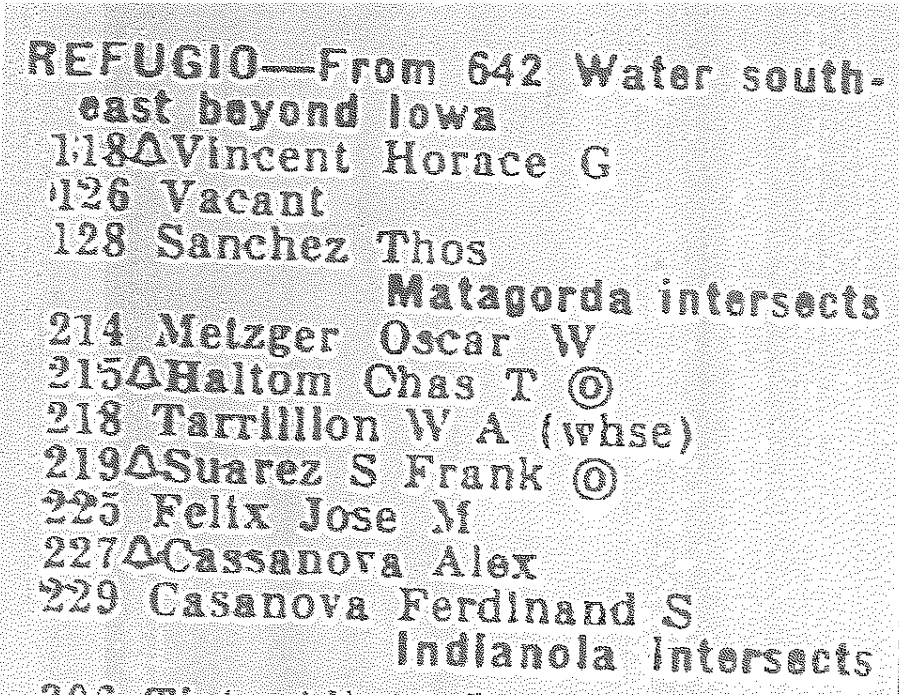 REFUGIO—From 642 Water south-
east beyond Iowa
118△Vincent Horace G
126 Vacant
128 Sanchez Thos
Matagorda intersects
214 Metzger Oscar W
215△Haltom Chas T ⓞ
218 Tarrillion W A (whse)
219△Suarez S Frank ⓞ
225 Felix Jose M
227△Cassanova Alex
229 Casanova Ferdinand S
Indianola intersects